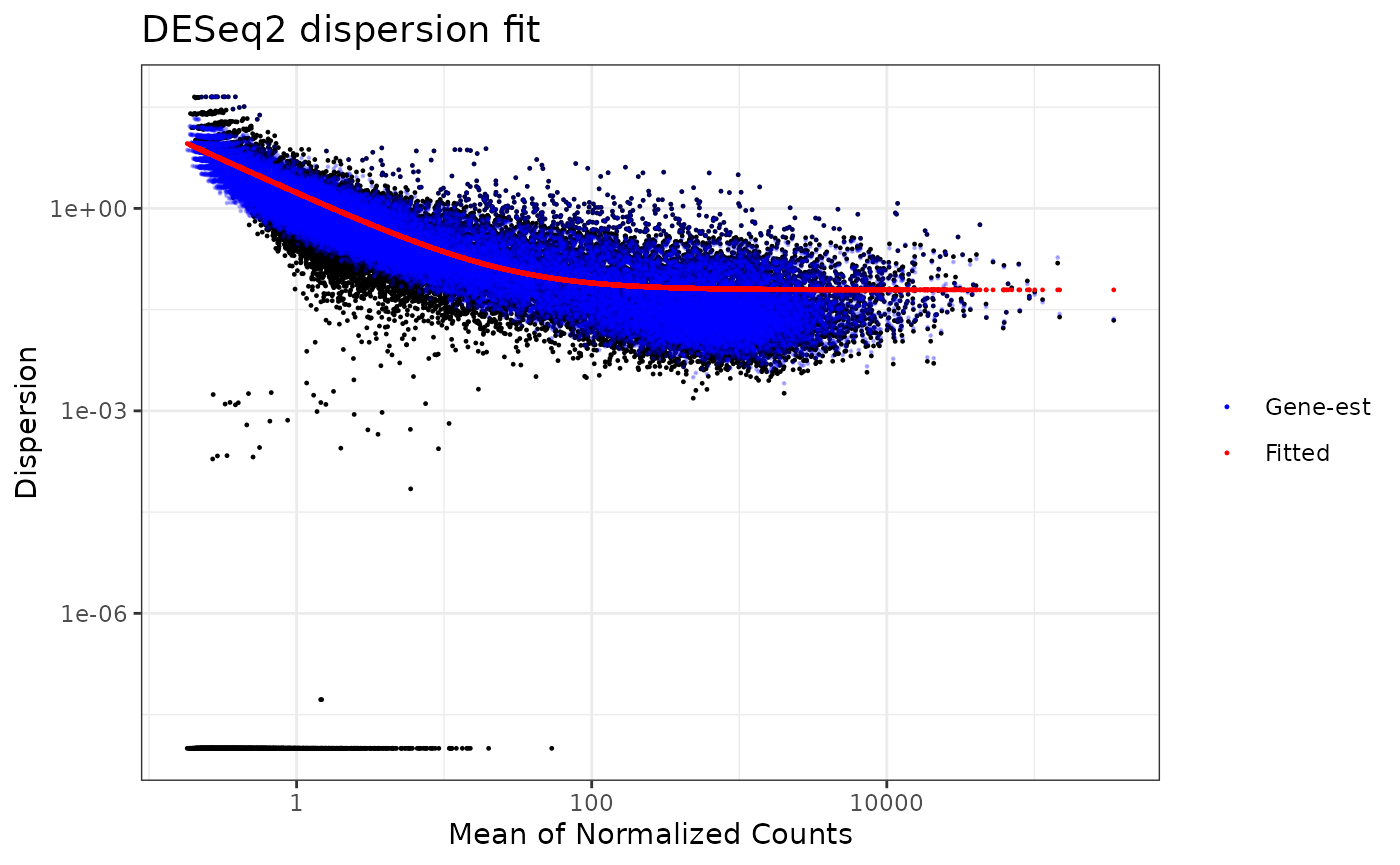 DESeq2 dispersion fit
Dispersion
1e+00
1e-03
1e-06
1
100
10000
Mean of Normalized Counts
Gene-est
Fitted